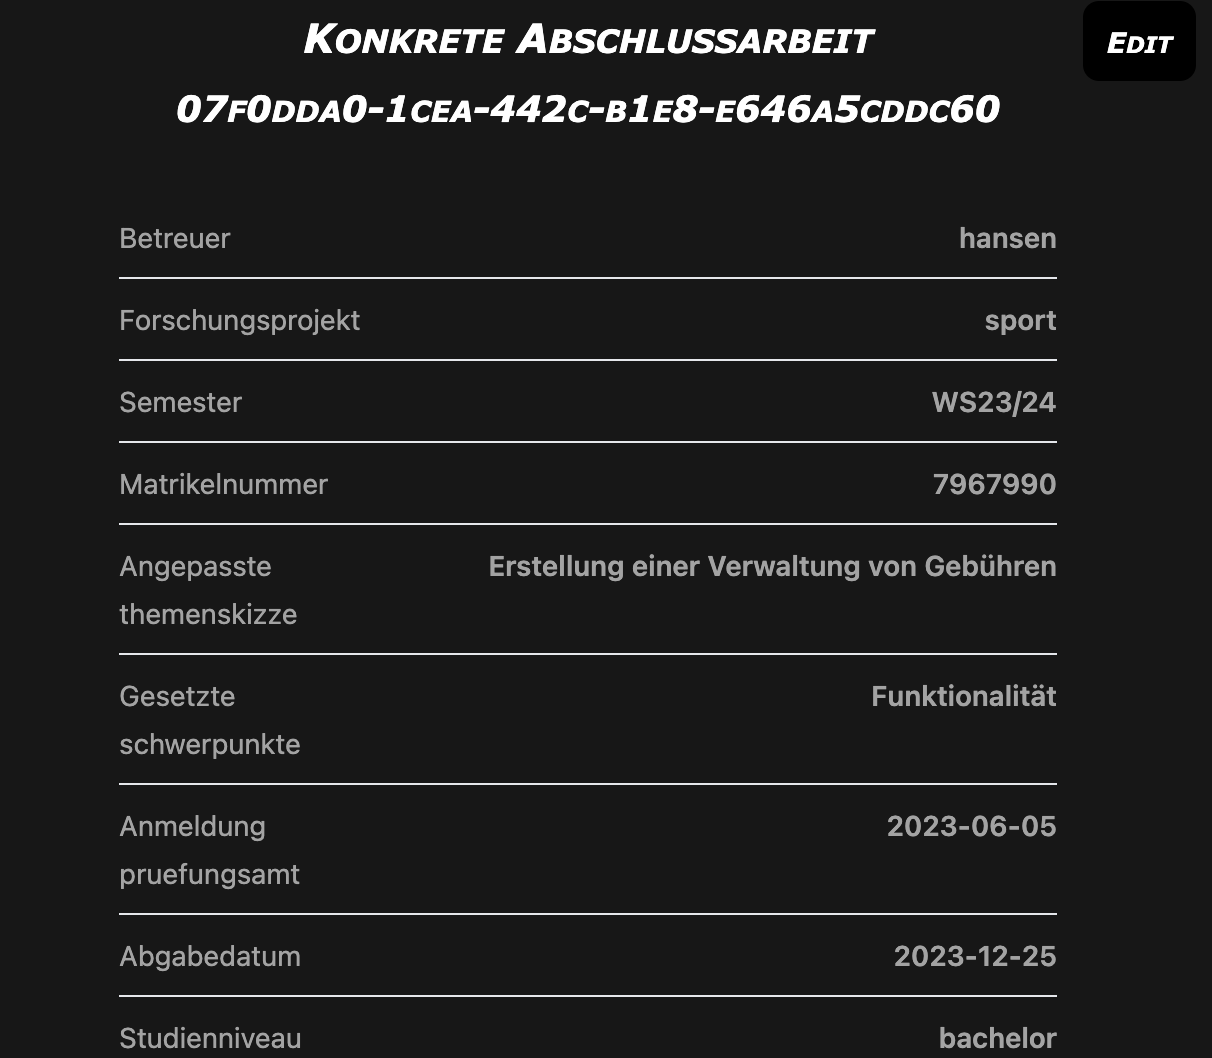 Konkrete Abschlussarbeit
Edit
07f0dda0-1cea-442c-b1e8-e646a5cddc60
Betreuer hansen
Forschungsprojekt sport
Semester WS23/24
Matrikelnummer 7967990
Angepasste Erstellung einer Verwaltung von Gebühren
themenskizze
Gesetzte Funktionalität
schwerpunkte
Anmeldung 2023-06-05
pruefungsamt
Abgabedatum 2023-12-25
Studienniveau bachelor